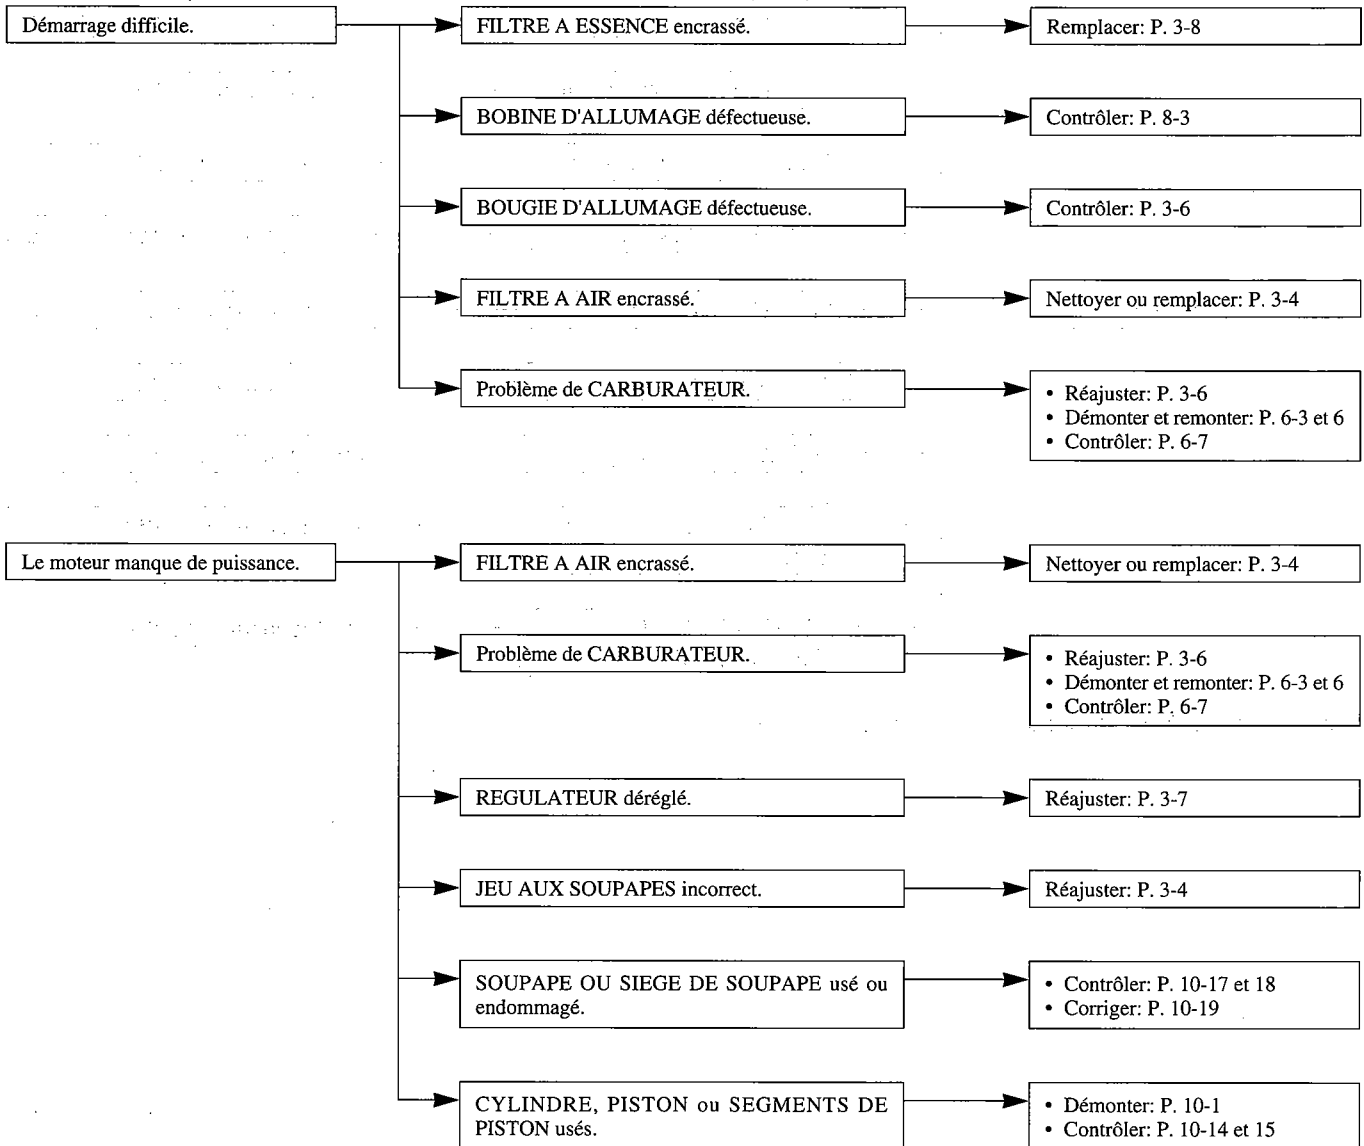 Démarrage difficile.
FILTRE A ESSENCE encrassé.
Remplacer: P. 3-8
BOBINE D'ALLUMAGE défectueuse.
Contrôler: P. 8-3
BOUGIE D'ALLUMAGE défectueuse.
Contrôler: P. 3-6
FILTRE A AIR encrassé.
Nettoyer ou remplacer: P. 3-4
Problème de CARBURATEUR.
• Réajuster: P. 3-6
• Démonter et remonter: P. 6-3 et 6
• Contrôler: P. 6-7
Le moteur manque de puissance.
FILTRE A AIR encrassé.
Nettoyer ou remplacer: P. 3-4
Problème de CARBURATEUR.
• Réajuster: P. 3-6
• Démonter et remonter: P. 6-3 et 6
• Contrôler: P. 6-7
REGULATEUR déréglé.
Réajuster: P. 3-7
JEU AUX SOUPAPES incorrect.
Réajuster: P. 3-4
SOUPAPE OU SIEGE DE SOUPAPE usé ou
endommagé.
• Contrôler: P. 10-17 et 18
• Corriger: P. 10-19
CYLINDRE, PISTON ou SEGMENTS DE
PISTON usés.
• Démonter: P. 10-1
• Contrôler: P. 10-14 et 15